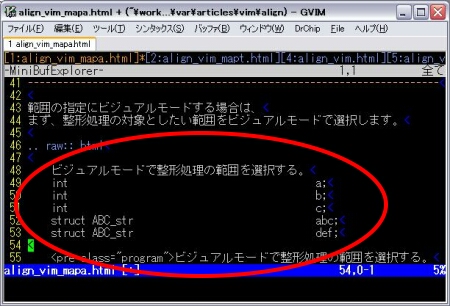 align_vim_mapa.html + (~¥work...¥var¥articles¥vim¥align) - GVIM
ファイル(F) 編集(E) ツール(T) シンタックス(S) バッファ(B) ウィンドウ(W) DrChip Eile ヘルプ(H)
1 align_vim_mapa.html
[1:align_vim_mapa.html]*[2:align_vim_mapt.html][4:align_vim.html][5:align_v
-MiniBufExplorer- 1,1 全て
41 ----------------------------------------------------------------------
42 <
43 範囲の指定にビジュアルモードする場合は、<
44 まず、整形処理の対象としたい範囲をビジュアルモードで選択します。<
45 <
46 .. raw:: html
47
48 ビジュアルモードで整形処理の範囲を選択する。<
49 int a;<
50 int b;<
51 int c;<
52 struct ABC_str abc;<
53 struct ABC_str def;<
54 <
55 <pre class="program">ビジュアルモードで整形処理の範囲を選択する。<
align_vim_mapa.html [+] 54,0-1 5%